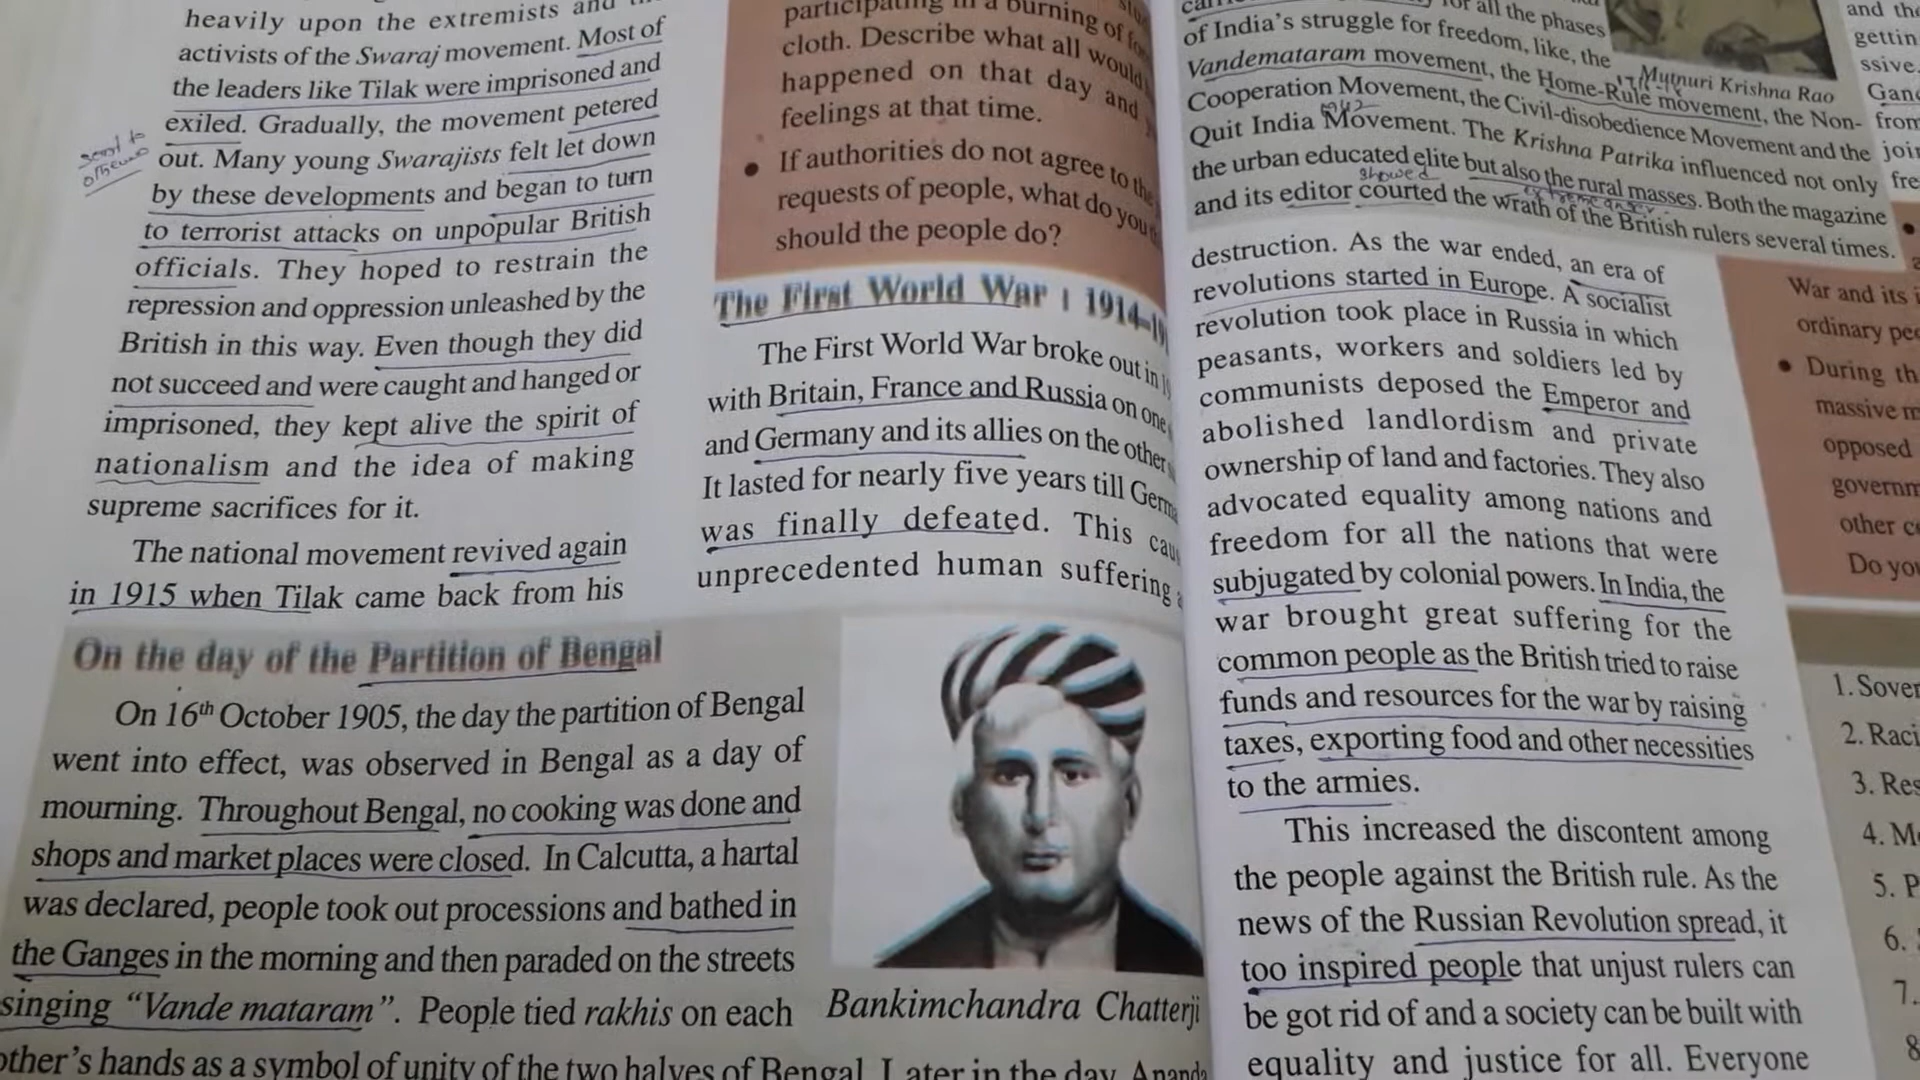 heavily upon the extremists and
activists of the Swaraj movement. Most of
the leaders like Tilak were imprisoned and
exiled. Gradually, the movement petered
sent to
out. Many young Swarajists felt let down
by these developments and began to turn
to terrorist attacks on unpopular British
officials. They hoped to restrain the
repression and oppression unleashed by the
British in this way. Even though they did
not succeed and were caught and hanged or
imprisoned, they kept alive the spirit of
nationalism and the idea of making
supreme sacrifices for it.
The national movement revived again
in 1915 when Tilak came back from his
On the day of the Partition of Bengal
On 16th October 1905, the day the partition of Bengal
went into effect, was observed in Bengal as a day of
mourning. Throughout Bengal, no cooking was done and
shops and market places were closed. In Calcutta, a hartal
was declared, people took out processions and bathed in
the Ganges in the morning and then paraded on the streets
singing “Vande mataram”. People tied rakhis on each
other's hands as a symbol of unity of the two halves of Bengal. Later in the day, Ananda
Bankimchandra Chatterji
participating in a burning of
cloth. Describe what all would
happened on that day and
feelings at that time.
• If authorities do not agree to the
requests of people, what do you
should the people do?
The First World War : 1914-19
The First World War broke out in
with Britain, France and Russia on one
and Germany and its allies on the other
It lasted for nearly five years till
was finally defeated. This
unprecedented human suffering
for all the phases
of India's struggle for freedom, like, the
Vandemataram movement, the Home-Rule movement, the Non-
Cooperation Movement, the Civil-disobedience Movement and the
1942
Quit India Movement. The Krishna Patrika influenced not only
the urban educated elite but also the rural masses. Both the magazine
showed
extreme anger
and its editor courted the wrath of the British rulers several times.
Mutnuri Krishna Rao
destruction. As the war ended, an era of
revolutions started in Europe. A socialist
revolution took place in Russia in which
peasants, workers and soldiers led by
communists deposed the Emperor and
abolished landlordism and private
ownership of land and factories. They also
advocated equality among nations and
freedom for all the nations that were
subjugated by colonial powers. In India, the
war brought great suffering for the
common people as the British tried to raise
funds and resources for the war by raising
taxes, exporting food and other necessities
to the armies.
This increased the discontent among
the people against the British rule. As the
news of the Russian Revolution spread, it
too inspired people that unjust rulers can
be got rid of and a society can be built with
equality and justice for all. Everyone
and the
ssive.
from
War and its
ordinary
• During
massive
opposed
other
Do you
1.
2.
3.
4.
5.
6.
7.
8